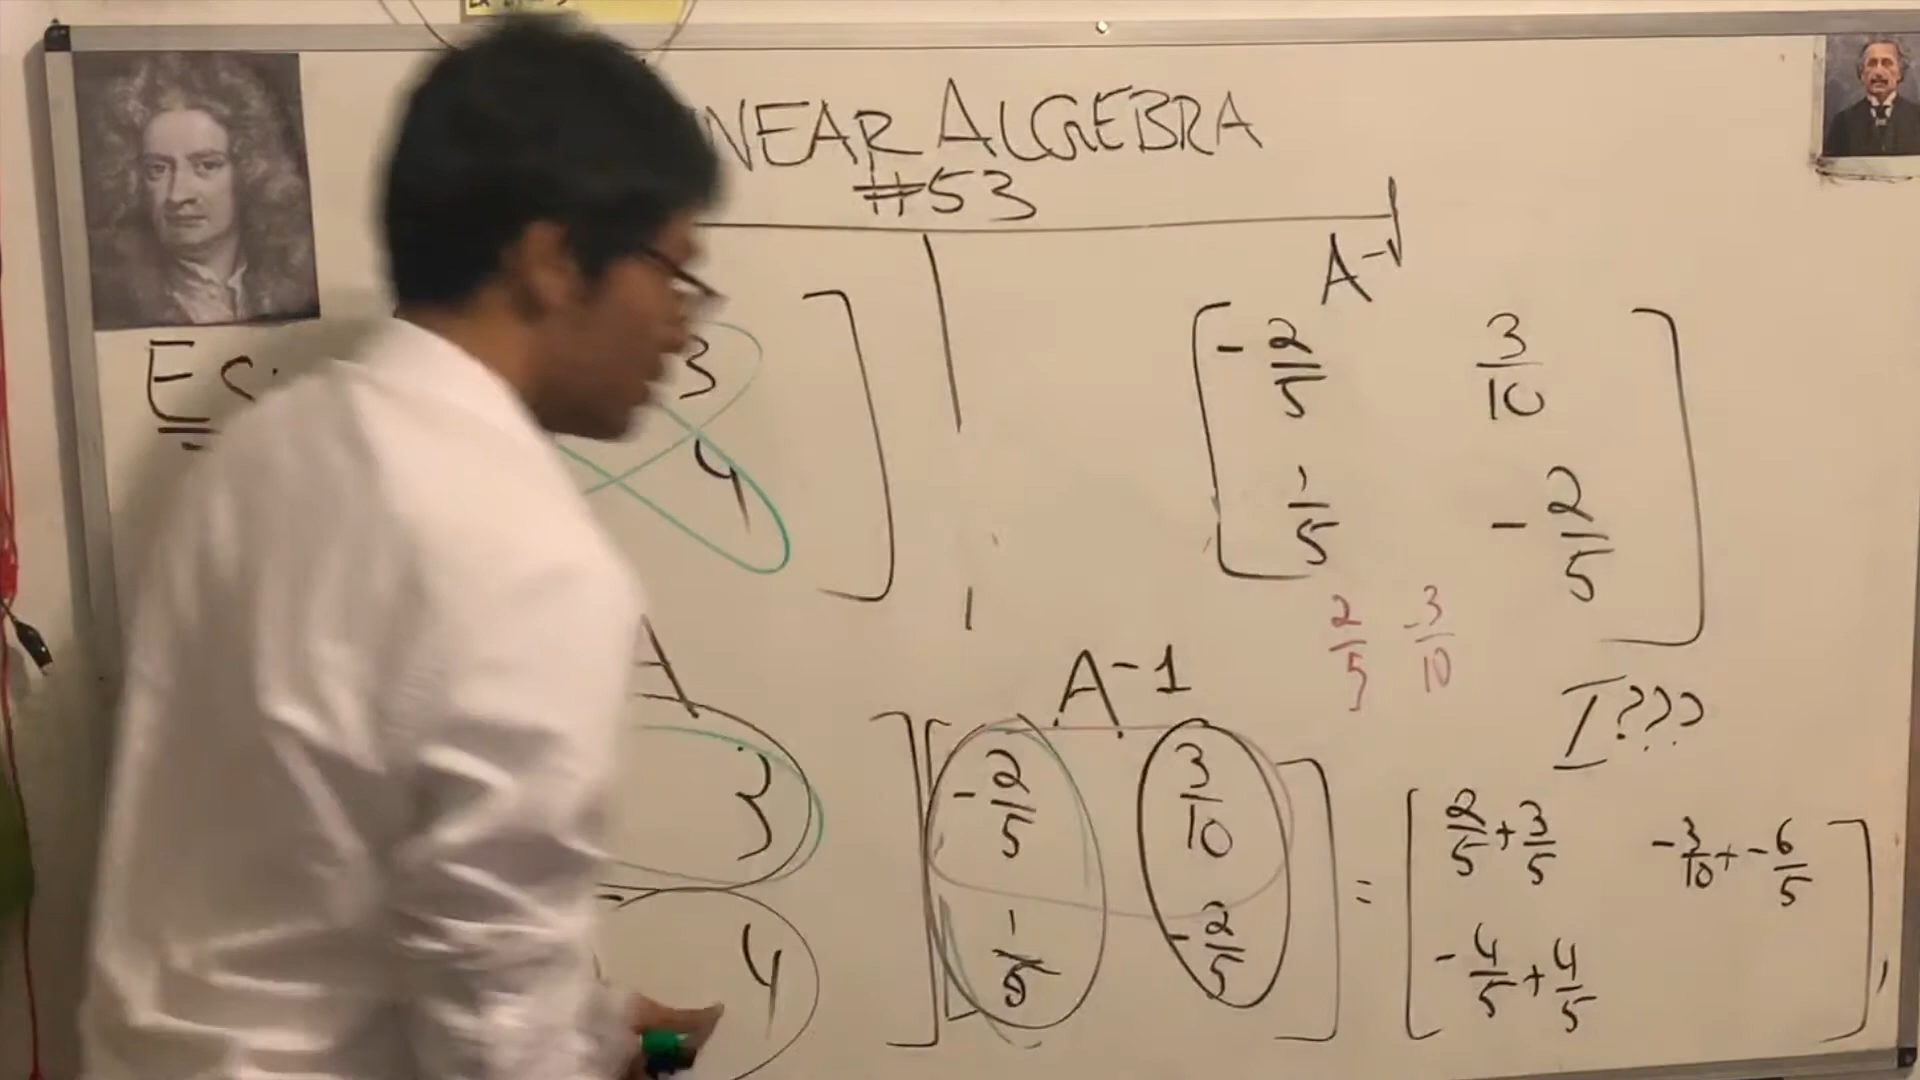 NEAR ALGEBRA
#53
A-1
EC:
3
4
- 2/5 3/10
1/5 - 2/5
2/5 -3/10
A
A-1
I???
3
4
- 2/5 3/10
1/5 - 2/5
=
2/5 + 3/5 - 3/10 + - 6/5
- 4/5 + 4/5